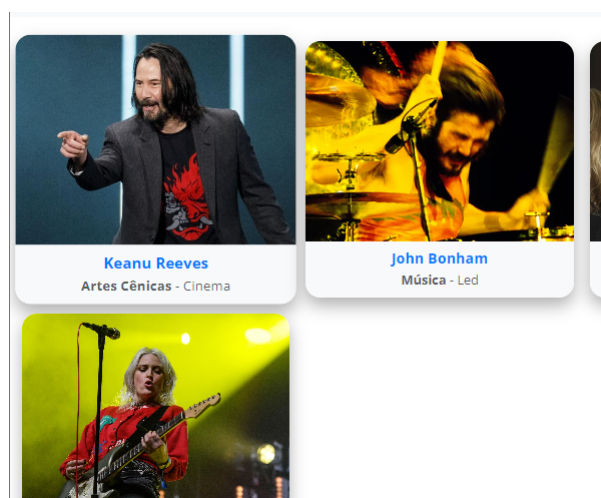 Keanu Reeves
Artes Cênicas - Cinema
John Bonham
Música - Led